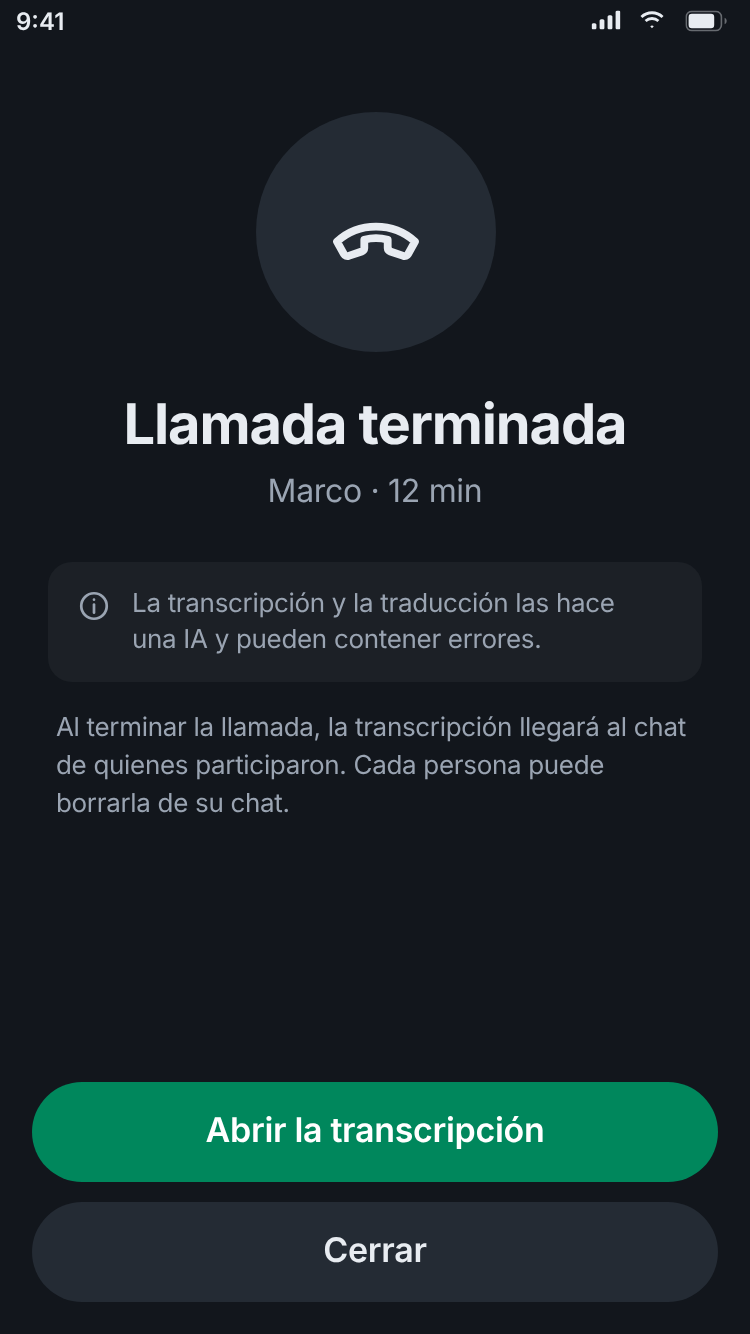 9:41
Llamada terminada
Marco · 12 min
La transcripción y la traducción las hace
una IA y pueden contener errores.
Al terminar la llamada, la transcripción llegará al chat
de quienes participaron. Cada persona puede
borrarla de su chat.
Abrir la transcripción
Cerrar